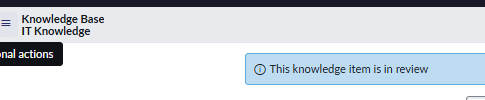 Knowledge Base
IT Knowledge
nal actions
This knowledge item is in review